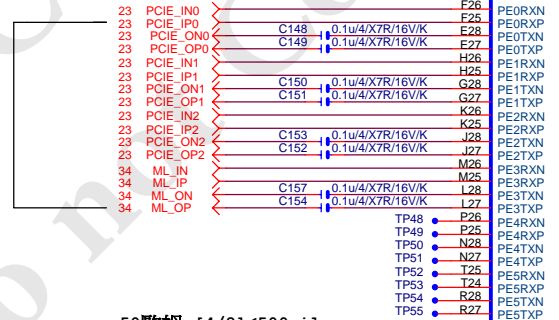 23 PCIE_IN0 F26 PE0RXN
23 PCIE_IP0 F25 PE0RXP
23 PCIE_ON0 C148 0.1u/4/X7R/16V/K E28 PE0TXN
23 PCIE_OP0 C149 0.1u/4/X7R/16V/K E27 PE0TXP
23 PCIE_IN1 H26 PE1RXN
23 PCIE_IP1 H25 PE1RXP
23 PCIE_ON1 C150 0.1u/4/X7R/16V/K G28 PE1TXN
23 PCIE_OP1 C151 0.1u/4/X7R/16V/K G27 PE1TXP
23 PCIE_IN2 K26 PE2RXN
23 PCIE_IP2 K25 PE2RXP
23 PCIE_ON2 C153 0.1u/4/X7R/16V/K J28 PE2TXN
23 PCIE_OP2 C152 0.1u/4/X7R/16V/K J27 PE2TXP
34 ML_IN M26 PE3RXN
34 ML_IP M25 PE3RXP
34 ML_ON C157 0.1u/4/X7R/16V/K L28 PE3TXN
34 ML_OP C154 0.1u/4/X7R/16V/K L27 PE3TXP
TP48 P26 PE4RXN
TP49 P25 PE4RXP
TP50 N28 PE4TXN
TP51 N27 PE4TXP
TP52 T25 PE5RXN
TP53 T24 PE5RXP
TP54 R28 PE5TXN
TP55 R27 PE5TXP